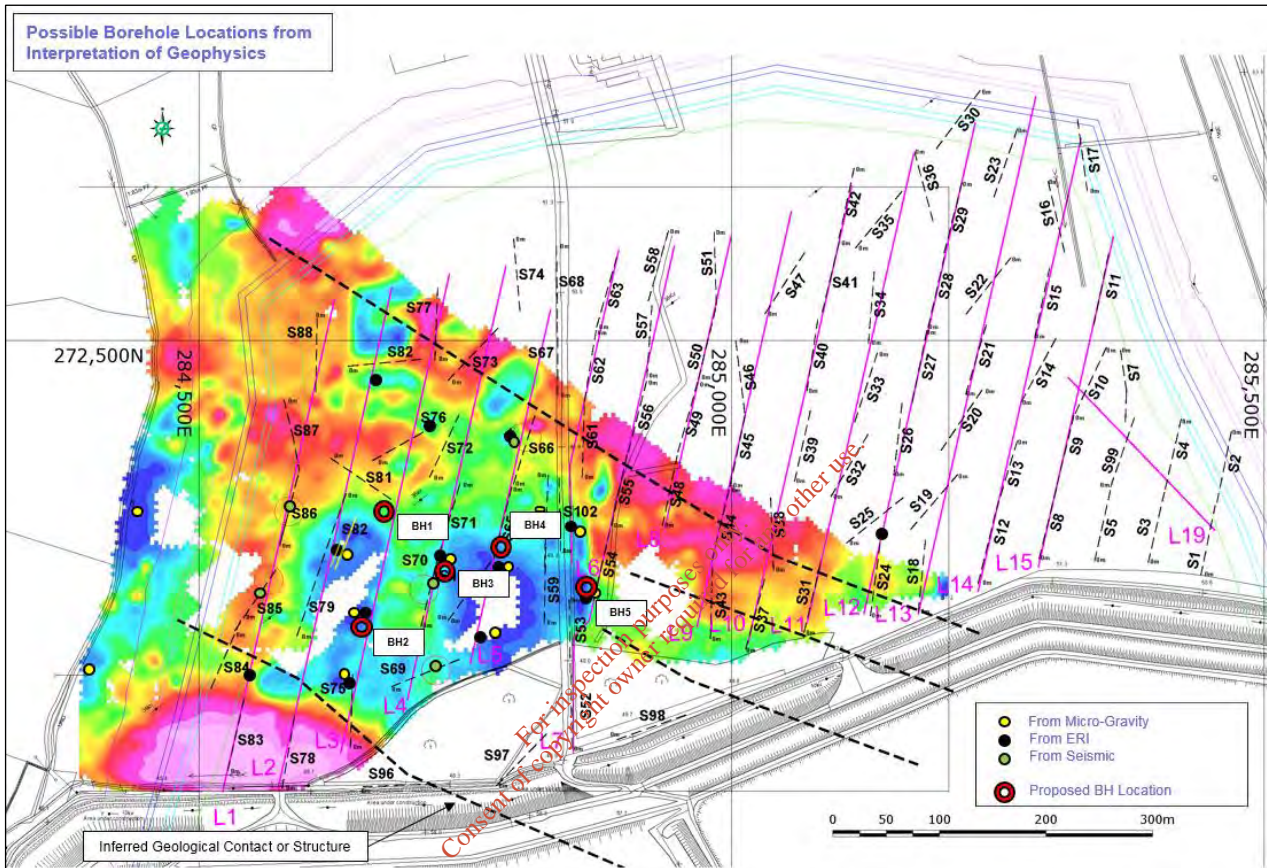 Possible Borehole Locations from
Interpretation of Geophysics
S30
S36
S23
S17
S42
S35
S29
S16
S74
S68
S58
S51
S47
S41
S34
S28
S22
S15
S11
S77
S63
S57
S88
S82
S73
S67
S62
S50
S46
S40
S33
S27
S21
S14
S10
S7
272,500N
284,500E
285,000E
285,500E
S87
S76
S72
S66
S61
S56
S49
S45
S39
S32
S26
S20
S13
S9
S99
S4
S2
S81
S55
S48
S86
S82
BH1
S71
BH4
S102
S44
S38
S25
S19
S12
S8
S5
S3
S1
L19
S70
BH3
L6
S54
L8
S85
S79
S59
BH5
S43
S37
S31
S24
S18
L14
L15
BH2
L12
L13
S84
S75
S69
L5
S53
L9
L10
L11
L4
S83
S78
L3
L2
S52
L7
S98
S97
S96
L1
For inspection purposes only.
Consent of copyright owner required for any other use.
From Micro-Gravity
From ERI
From Seismic
Proposed BH Location
0 50 100 200 300m
Inferred Geological Contact or Structure